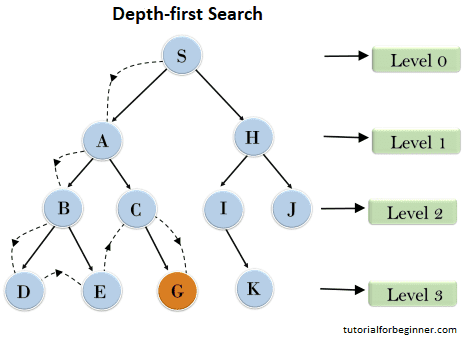 Depth-first Search
S
Level 0
A
H
Level 1
B
C
I
J
Level 2
D
E
G
K
Level 3
tutorialforbeginner.com